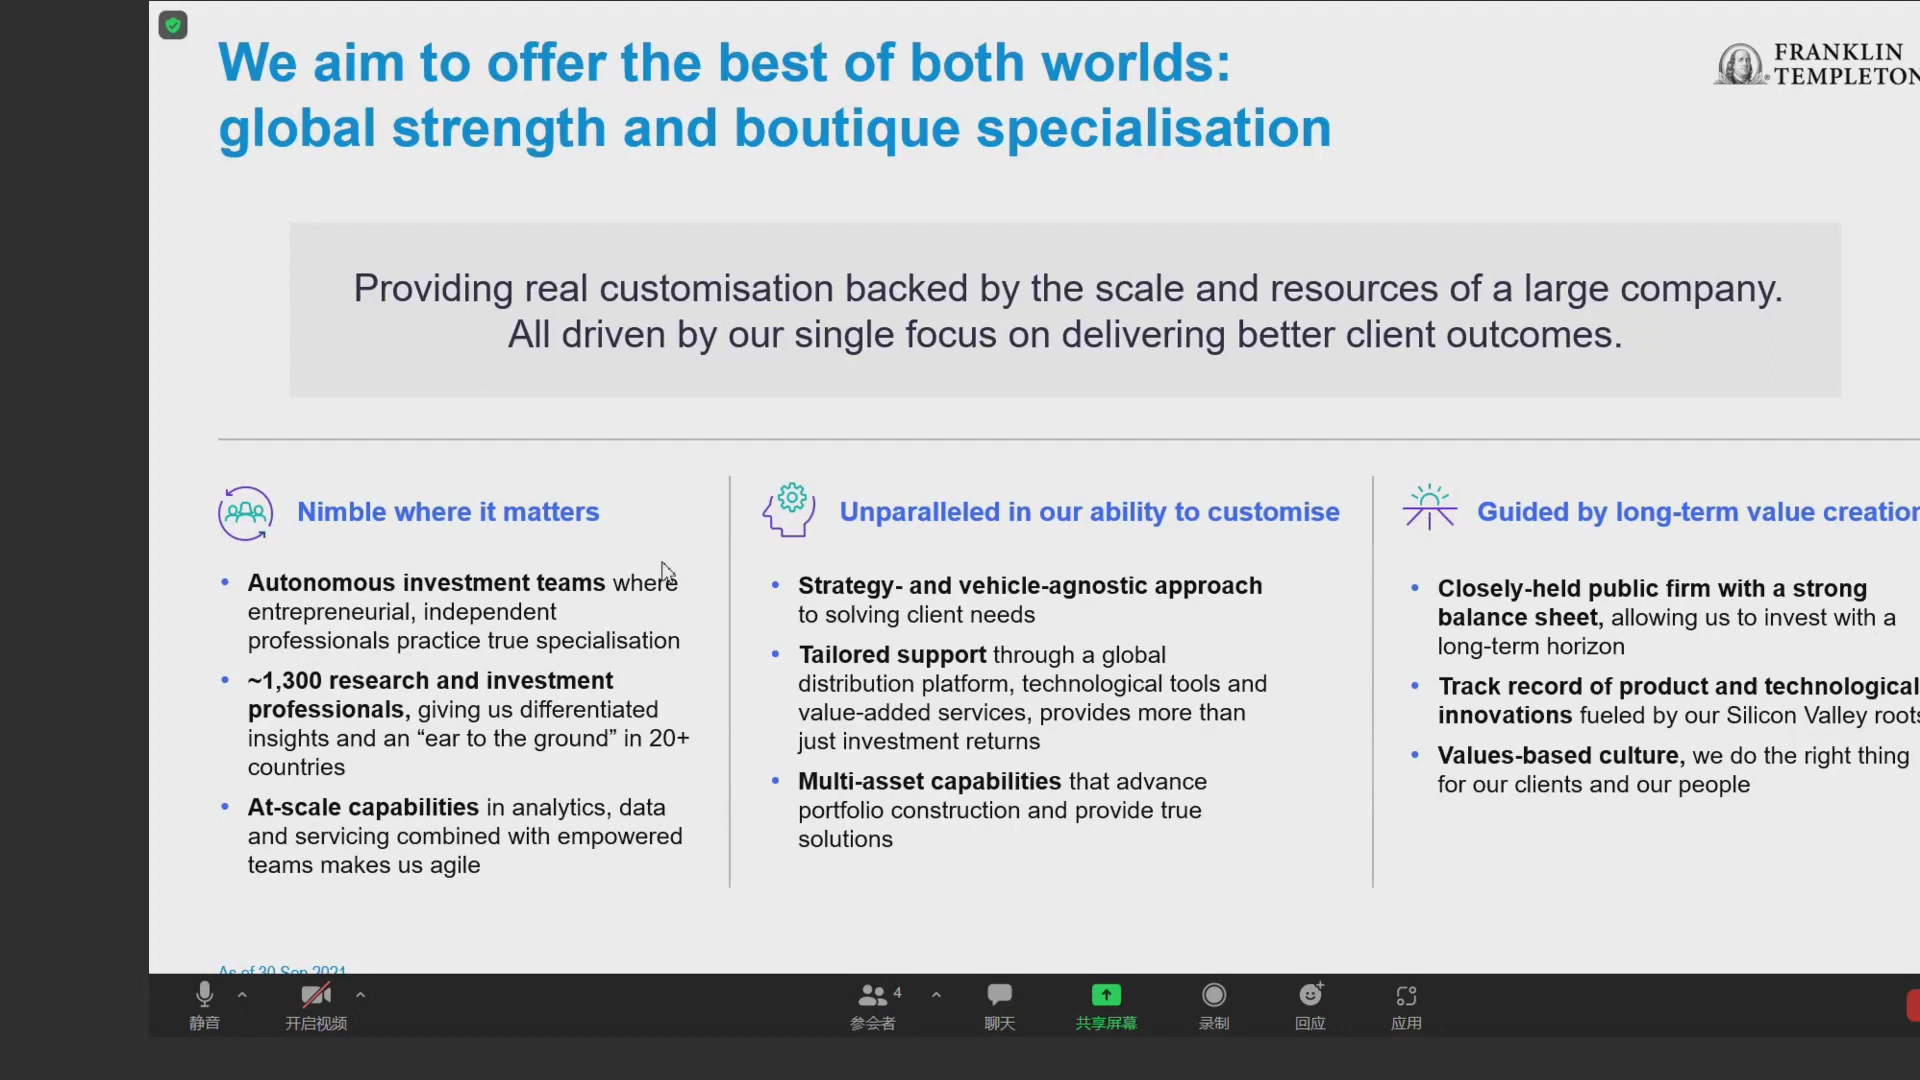 We aim to offer the best of both worlds:
global strength and boutique specialisation
FRANKLIN
TEMPLETON
Providing real customisation backed by the scale and resources of a large company.
All driven by our single focus on delivering better client outcomes.
Nimble where it matters
• Autonomous investment teams where
entrepreneurial, independent
professionals practice true specialisation
• ~1,300 research and investment
professionals, giving us differentiated
insights and an “ear to the ground” in 20+
countries
• At-scale capabilities in analytics, data
and servicing combined with empowered
teams makes us agile
Unparalleled in our ability to customise
• Strategy- and vehicle-agnostic approach
to solving client needs
• Tailored support through a global
distribution platform, technological tools and
value-added services, provides more than
just investment returns
• Multi-asset capabilities that advance
portfolio construction and provide true
solutions
Guided by long-term value creation
• Closely-held public firm with a strong
balance sheet, allowing us to invest with a
long-term horizon
• Track record of product and technological
innovations fueled by our Silicon Valley roots
• Values-based culture, we do the right thing
for our clients and our people
As of 30 Sep 2021
静音
开启视频
4
参会者
聊天
共享屏幕
录制
回应
应用